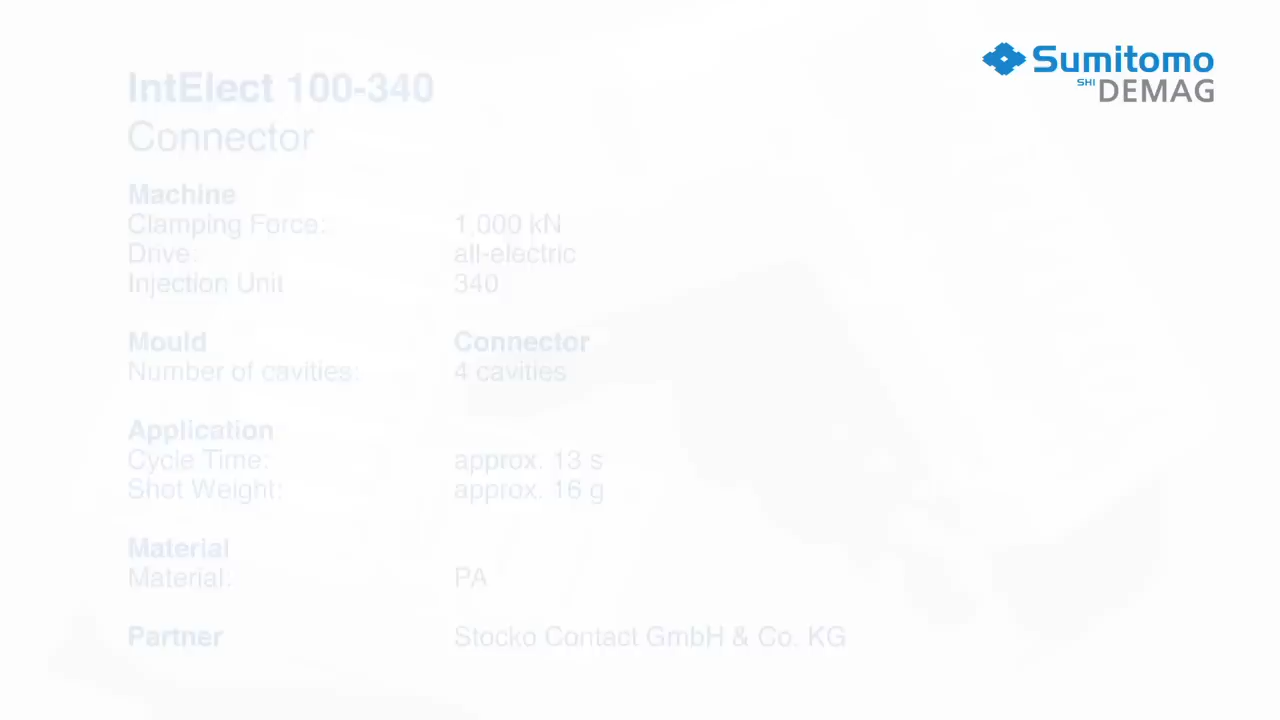 Sumitomo
SHI DEMAG
IntElect 100-340
Connector
Machine
Clamping Force: 1,000 kN
Drive: all-electric
Injection Unit 340
Mould Connector
Number of cavities: 4 cavities
Application
Cycle Time: approx. 13 s
Shot Weight: approx. 16 g
Material
Material: PA
Partner Stocko Contact GmbH & Co. KG